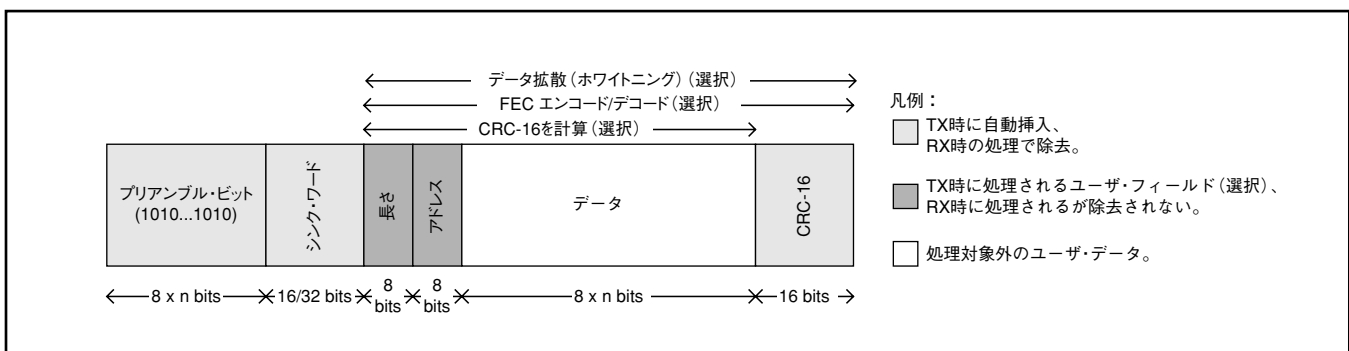 データ拡散（ホワイトニング）（選択）
FEC エンコード/デコード（選択）
CRC-16を計算（選択）
プリアンブル・ビット
(1010...1010)
シンク・ワード
長さ
アドレス
データ
CRC-16
8 x n bits
16/32 bits
8
bits
8
bits
8 x n bits
16 bits
凡例：
TX時に自動挿入、
RX時の処理で除去。
TX時に処理されるユーザ・フィールド（選択）、
RX時に処理されるが除去されない。
処理対象外のユーザ・データ。